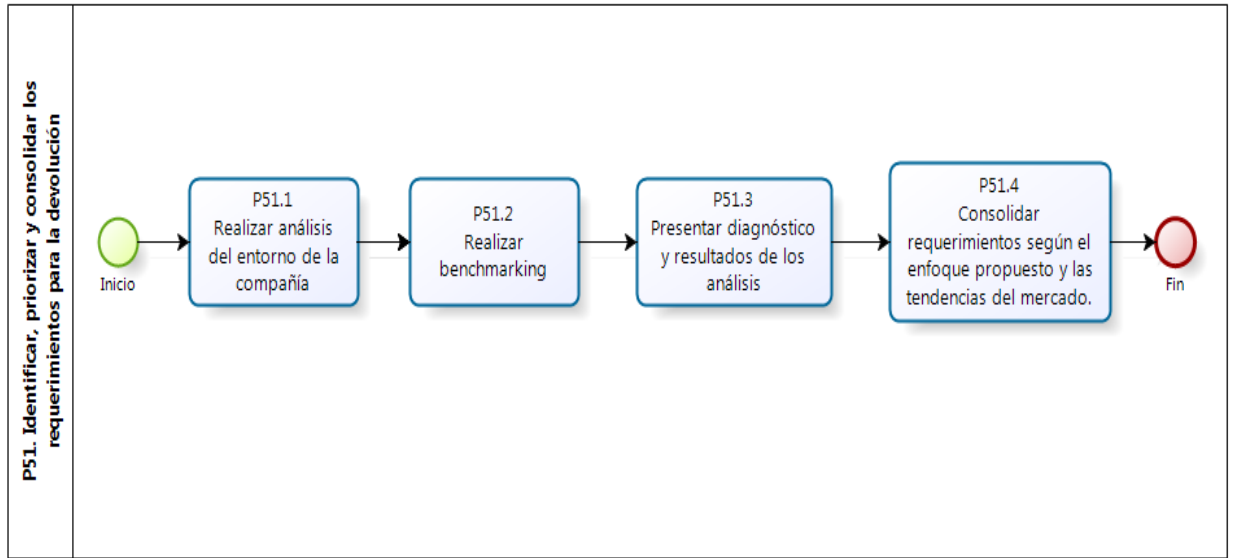 P51. Identificar, priorizar y consolidar los
requerimientos para la devolución
Inicio
P51.1
Realizar análisis
del entorno de la
compañía
P51.2
Realizar
benchmarking
P51.3
Presentar diagnóstico
y resultados de los
análisis
P51.4
Consolidar
requerimientos según el
enfoque propuesto y las
tendencias del mercado.
Fin